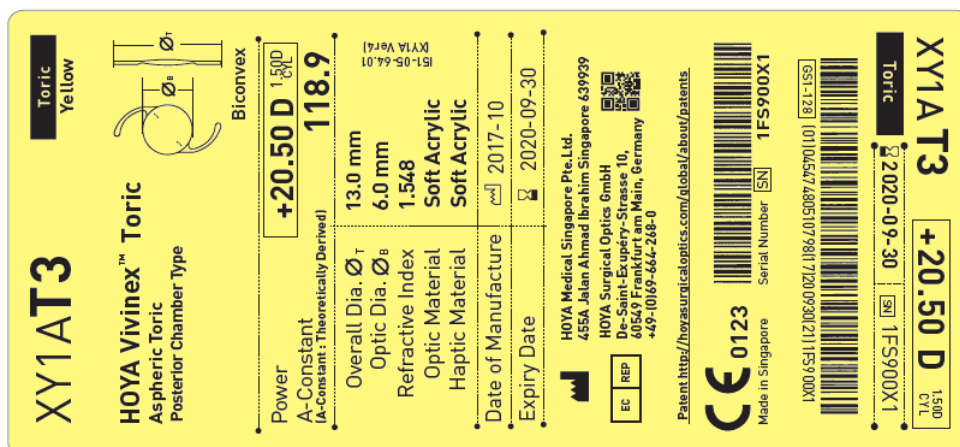 XY1AT3
Toric
Yellow
HOYA Vivinex™ Toric
Aspheric Toric
Posterior Chamber Type
ØT
ØB
Biconvex
Power +20.50 D 1.50D CYL
A-Constant 118.9
(A-Constant : Theoretically Derived)
Overall Dia. ØT 13.0 mm
Optic Dia. ØB 6.0 mm
Refractive Index 1.548
Optic Material Soft Acrylic
Haptic Material Soft Acrylic
I51-05-64.01
(XY1A Ver4)
Date of Manufacture 2017-10
Expiry Date 2020-09-30
HOYA Medical Singapore Pte.Ltd.
455A Jalan Ahmad Ibrahim Singapore 639939
EC REP
HOYA Surgical Optics GmbH
De-Saint-Exupéry-Strasse 10,
60549 Frankfurt am Main, Germany
+49-(0)69-664-268-0
Patent http://hoyasurgicaloptics.com/global/about/patents
CE 0123
Made in Singapore
Serial Number SN 1FS900X1
GS1-128
(01)04547480510798(17)200930(21)1FS9 00X1
Toric
2020-09-30
SN 1FS900X1
XY1AT3
+20.50 D 1.50D CYL